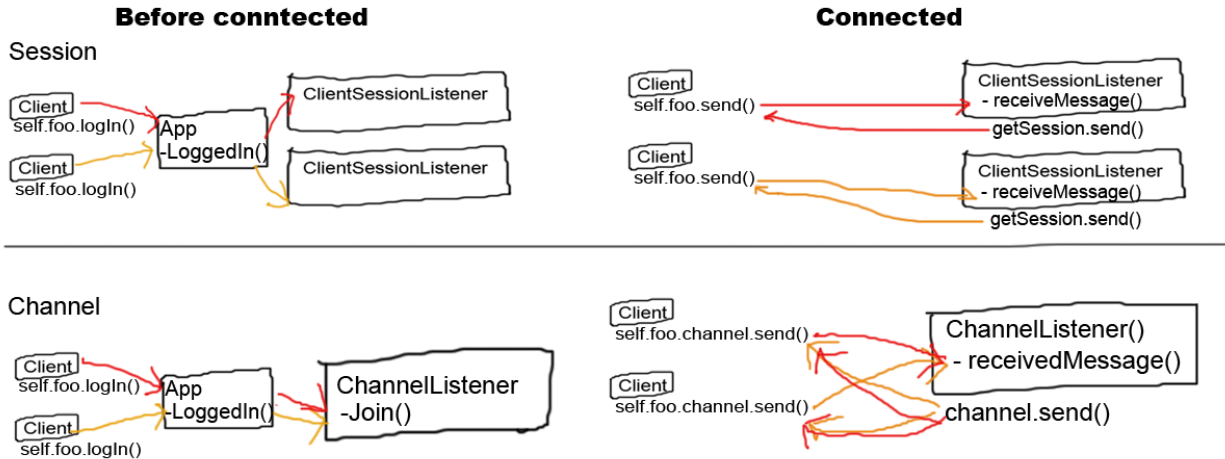 Before conntected
Connected
Session
Client
self.foo.logIn()
Client
self.foo.logIn()
App
-LoggedIn()
ClientSessionListener
ClientSessionListener
Client
self.foo.send()
Client
self.foo.send()
ClientSessionListener
- receiveMessage()
getSession.send()
ClientSessionListener
- receiveMessage()
getSession.send()
Channel
Client
self.foo.logIn()
Client
self.foo.logIn()
App
-LoggedIn()
ChannelListener
-Join()
Client
self.foo.channel.send()
Client
self.foo.channel.send()
ChannelListener()
- receivedMessage()
channel.send()